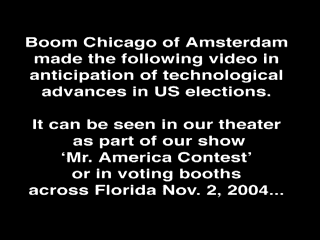 Boom Chicago of Amsterdam
made the following video in
anticipation of technological
advances in US elections.
It can be seen in our theater
as part of our show
‘Mr. America Contest’
or in voting booths
across Florida Nov. 2, 2004...